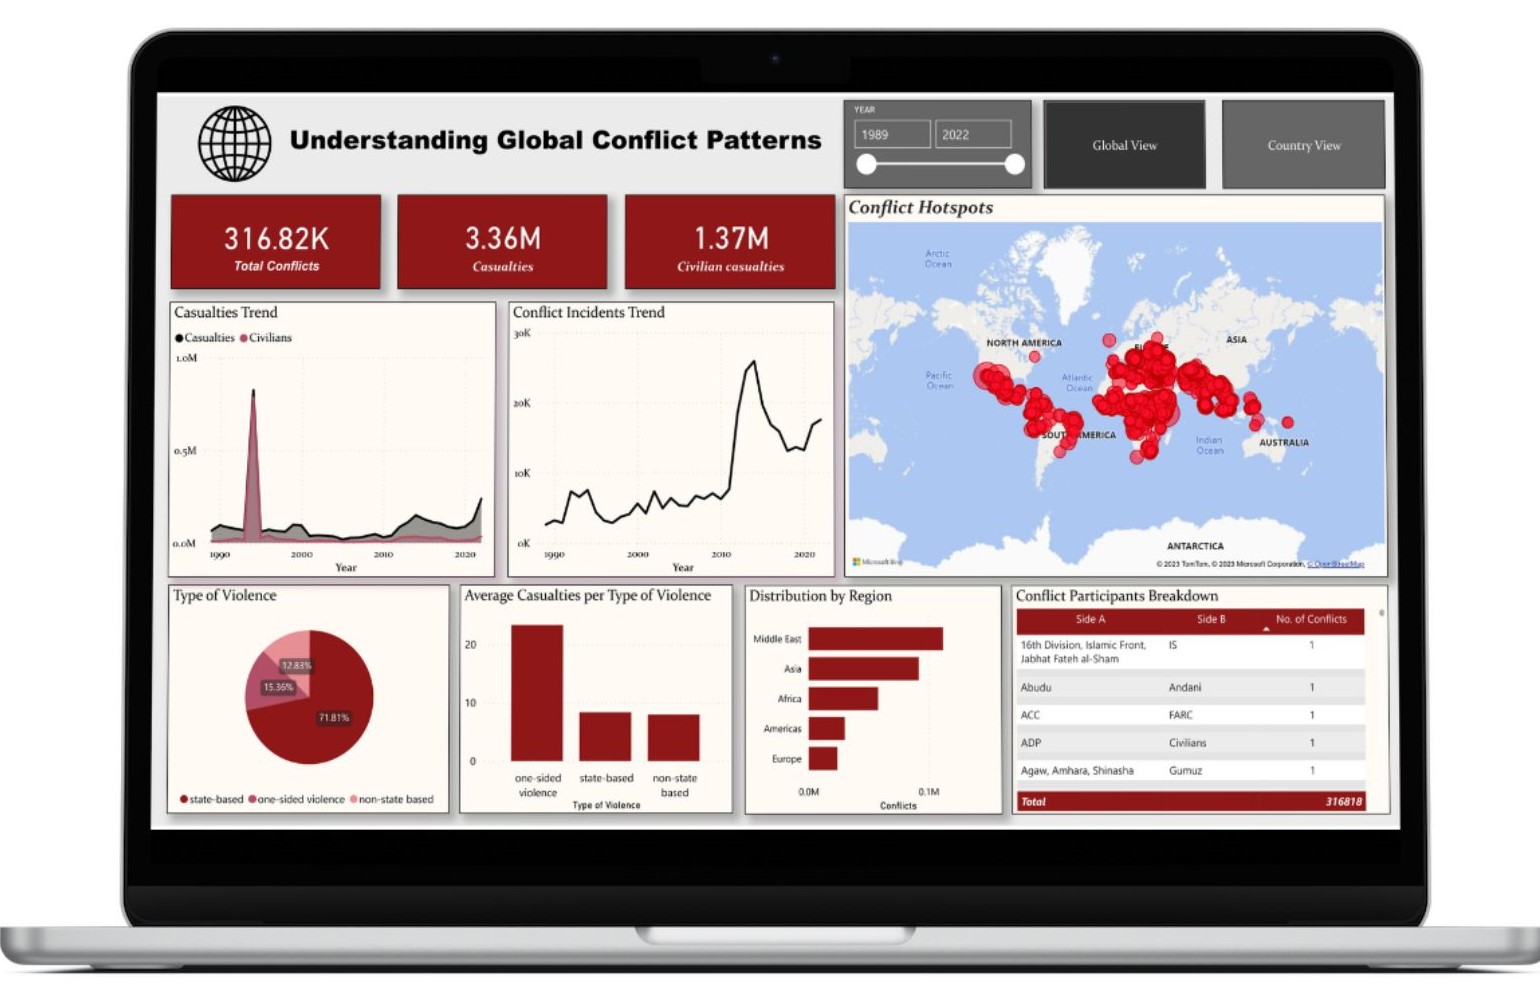 Understanding Global Conflict Patterns
YEAR
1989
2022
Global View
Country View
316.82K
Total Conflicts
3.36M
Casualties
1.37M
Civilian casualties
Conflict Hotspots
Arctic
Ocean
NORTH AMERICA
ASIA
Pacific
Ocean
Atlantic
Ocean
AMERICA
Indian
Ocean
AUSTRALIA
ANTARCTICA
Microsoft Bing
© 2023 TomTom, © 2023 Microsoft Corporation, © OpenStreetMap
Casualties Trend
Casualties Civilians
1.0M
0.5M
0.0M
1990
2000
2010
2020
Year
Conflict Incidents Trend
30K
20K
10K
0K
1990
2000
2010
2020
Year
Type of Violence
12.83%
15.36%
71.81%
state-based one-sided violence non-state based
Average Casualties per Type of Violence
20
10
0
one-sided
violence
state-based
non-state
based
Type of Violence
Distribution by Region
Middle East
Asia
Africa
Americas
Europe
0.0M
0.1M
Conflicts
Conflict Participants Breakdown
Side A Side B No. of Conflicts
16th Division, Islamic Front, IS 1
Jabhat Fateh al-Sham
Abudu Andani 1
ACC FARC 1
ADP Civilians 1
Agaw, Amhara, Shinasha Gumuz 1
Total 316818